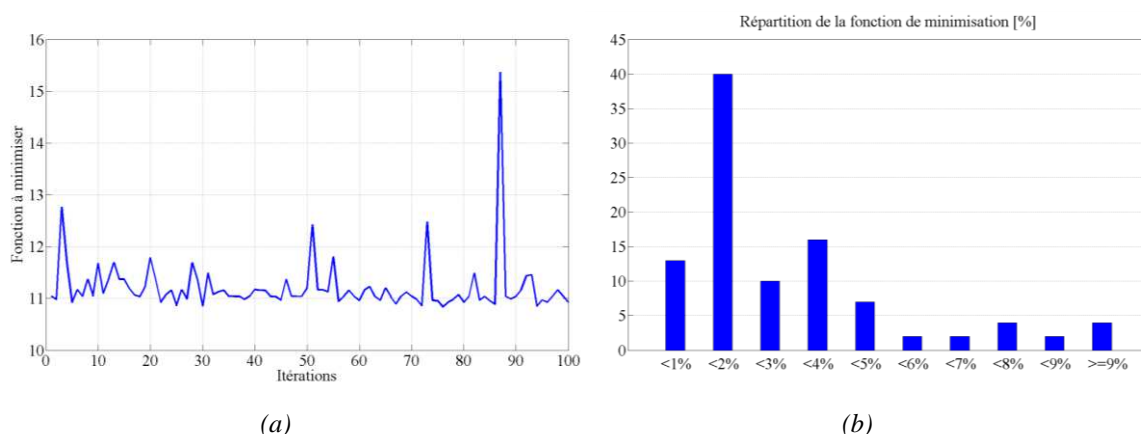 Répartition de la fonction de minimisation [%]
16
15
14
13
12
11
10
Fonction à minimiser
0 10 20 30 40 50 60 70 80 90 100
Itérations
(a)
45
40
35
30
25
20
15
10
5
0
<1% <2% <3% <4% <5% <6% <7% <8% <9% >=9%
(b)